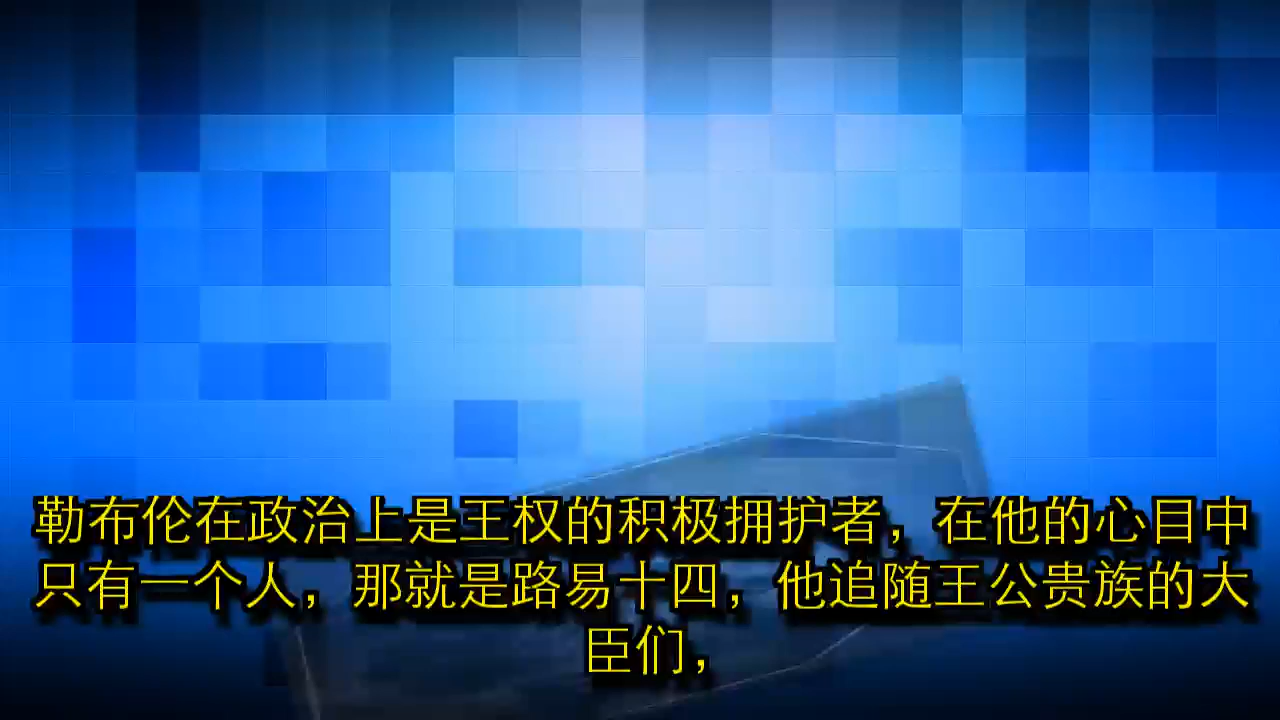 勒布伦在政治上是王权的积极拥护者，在他的心目中
只有一个人，那就是路易十四，他追随王公贵族的大
臣们，